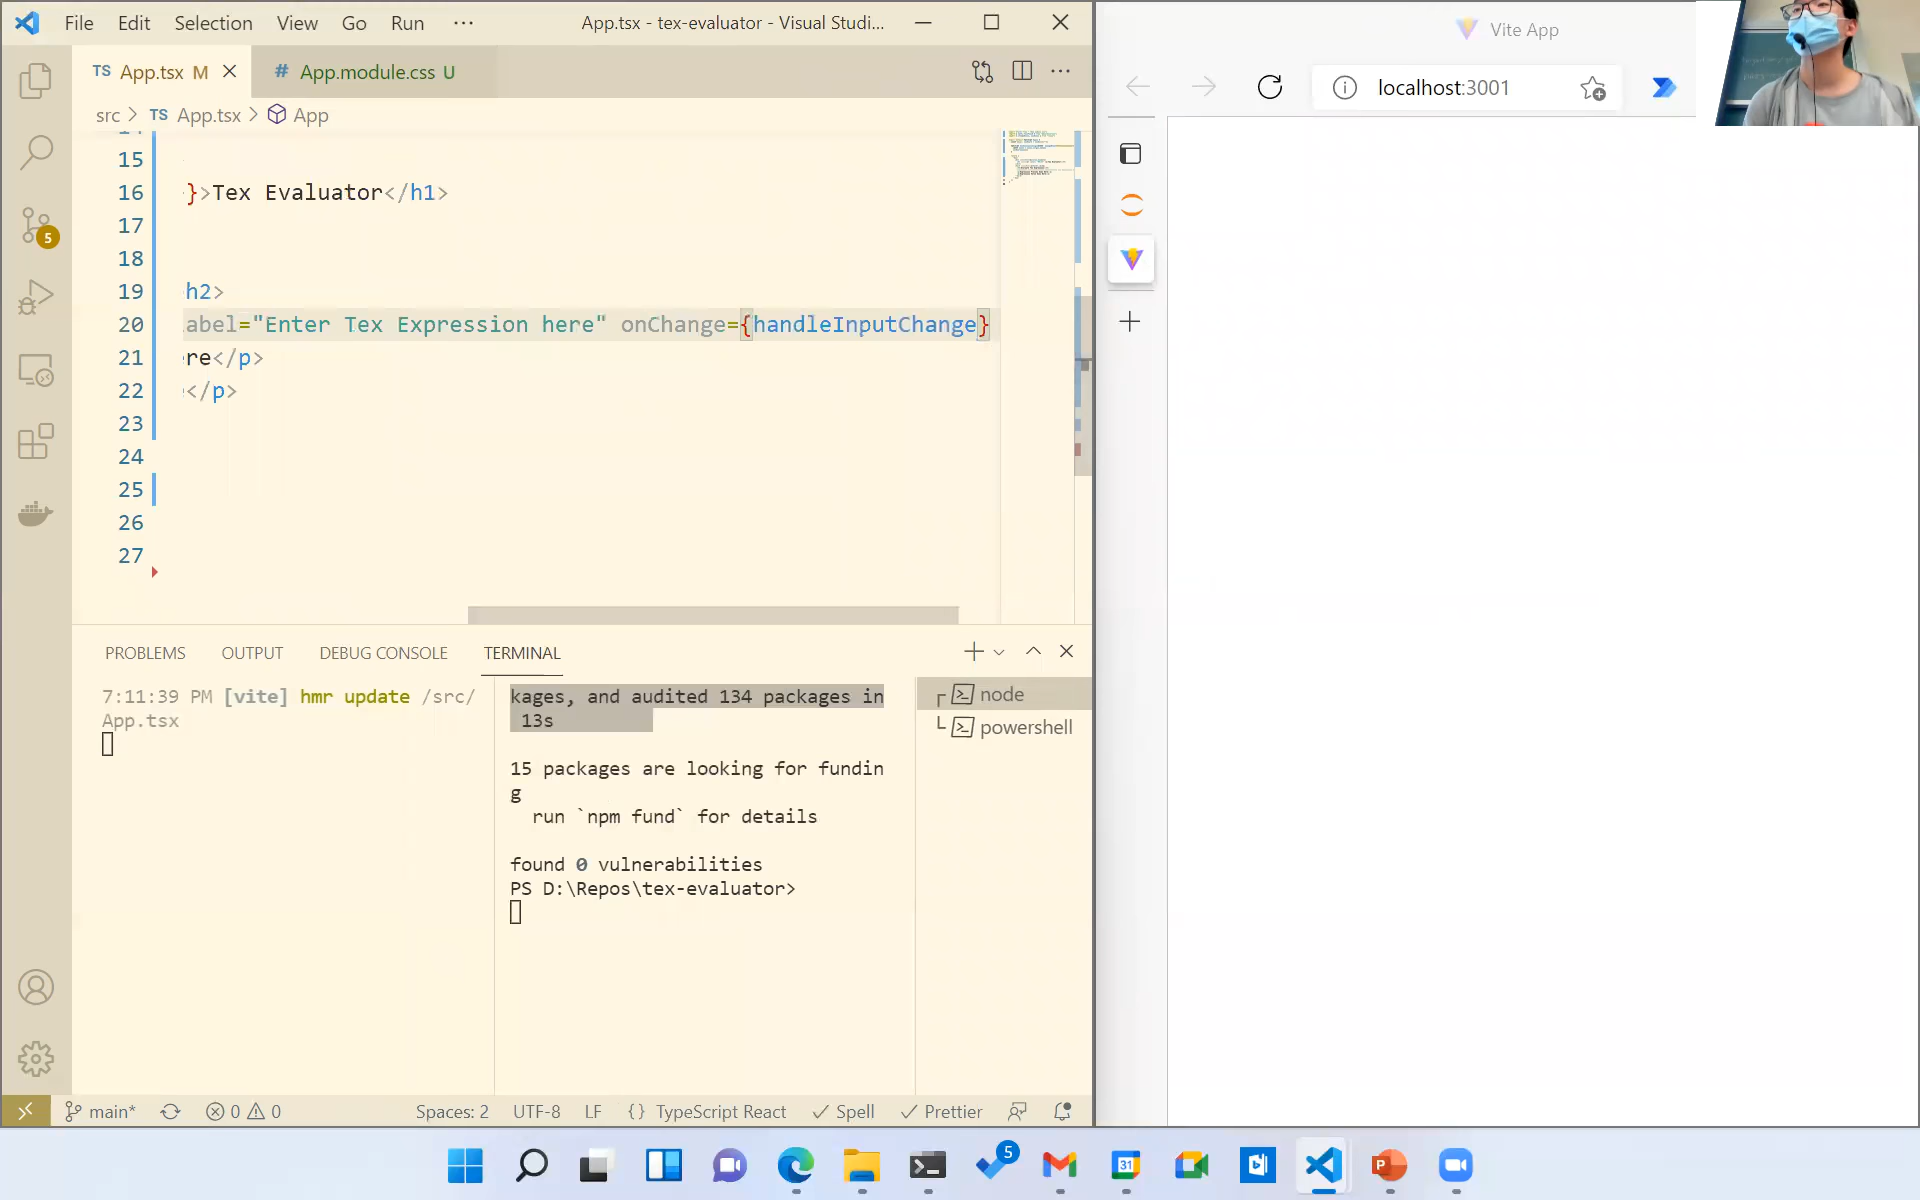 File Edit Selection View Go Run ··· App.tsx - tex-evaluator - Visual Studi...
TS App.tsx M # App.module.css U
src > TS App.tsx > App
15
16 }>Tex Evaluator</h1>
17
18
19 h2>
20 abel="Enter Tex Expression here" onChange={handleInputChange}
21 re</p>
22 </p>
23
24
25
26
27
PROBLEMS OUTPUT DEBUG CONSOLE TERMINAL
7:11:39 PM [vite] hmr update /src/
App.tsx
kages, and audited 134 packages in
13s
15 packages are looking for fundin
g
run `npm fund` for details
found 0 vulnerabilities
PS D:\Repos\tex-evaluator>
node
powershell
5
main* 0 0 Spaces: 2 UTF-8 LF {} TypeScript React Spell Prettier
Vite App
localhost:3001
5
31